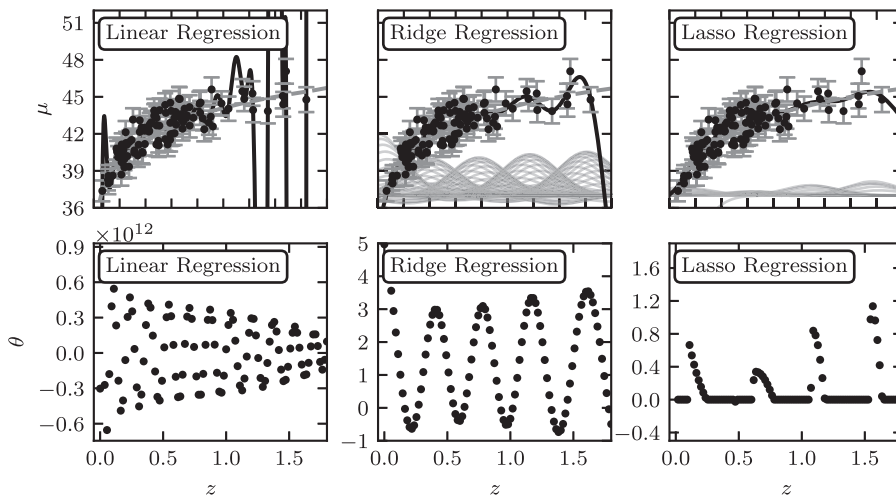 Linear Regression
Ridge Regression
Lasso Regression
51
48
45
42
39
36
μ
×10¹²
Linear Regression
Ridge Regression
Lasso Regression
0.9
0.6
0.3
0.0
−0.3
−0.6
θ
5
4
3
2
1
0
−1
1.6
1.2
0.8
0.4
0.0
−0.4
0.0 0.5 1.0 1.5
0.0 0.5 1.0 1.5
0.0 0.5 1.0 1.5
z
z
z